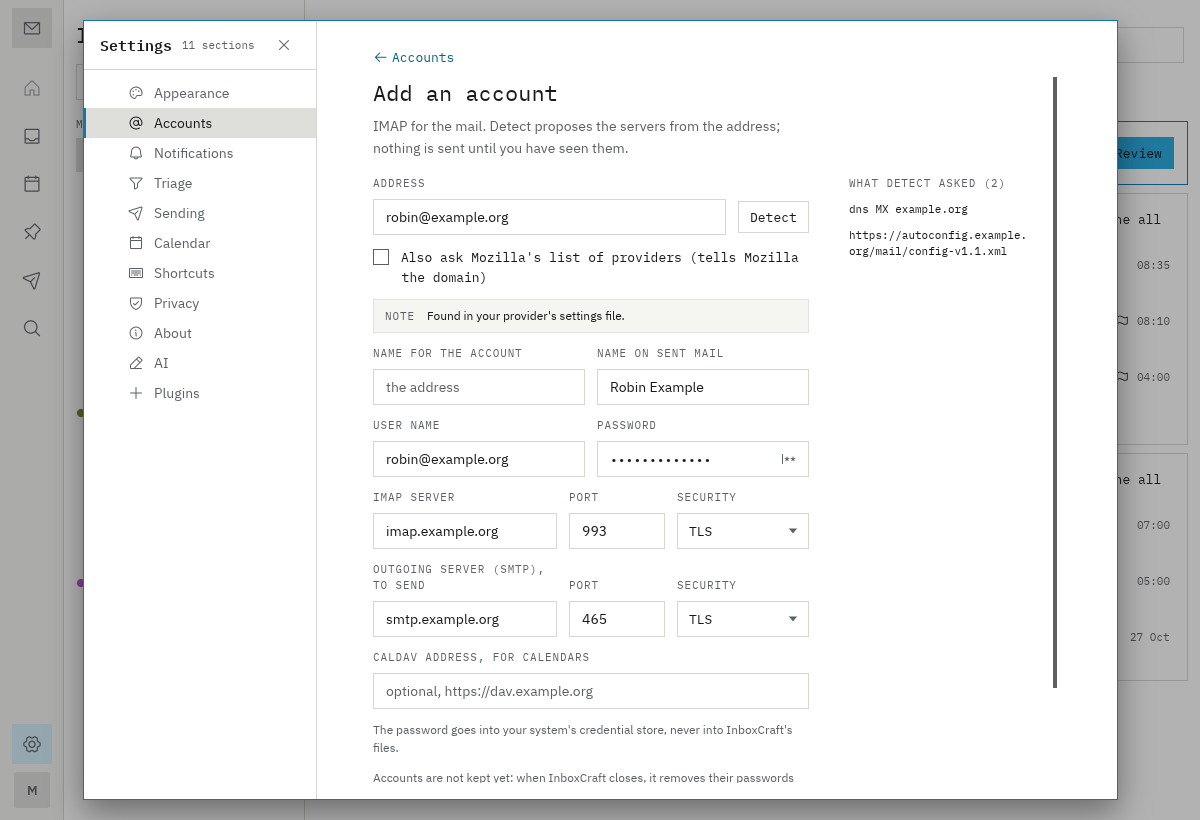 Settings 11 sections
Appearance
Accounts
Notifications
Triage
Sending
Calendar
Shortcuts
Privacy
About
AI
Plugins
M
← Accounts
Add an account
IMAP for the mail. Detect proposes the servers from the address;
nothing is sent until you have seen them.
ADDRESS
robin@example.org
Detect
Also ask Mozilla's list of providers (tells Mozilla
the domain)
NOTE Found in your provider's settings file.
NAME FOR THE ACCOUNT NAME ON SENT MAIL
the address Robin Example
USER NAME PASSWORD
robin@example.org •••••••••••••
IMAP SERVER PORT SECURITY
imap.example.org 993 TLS
OUTGOING SERVER (SMTP),
TO SEND PORT SECURITY
smtp.example.org 465 TLS
CALDAV ADDRESS, FOR CALENDARS
optional, https://dav.example.org
The password goes into your system's credential store, never into InboxCraft's
files.
Accounts are not kept yet: when InboxCraft closes, it removes their passwords
WHAT DETECT ASKED (2)
dns MX example.org
https://autoconfig.example.
org/mail/config-v1.1.xml
Review
all
08:35
08:10
04:00
all
07:00
05:00
27 Oct